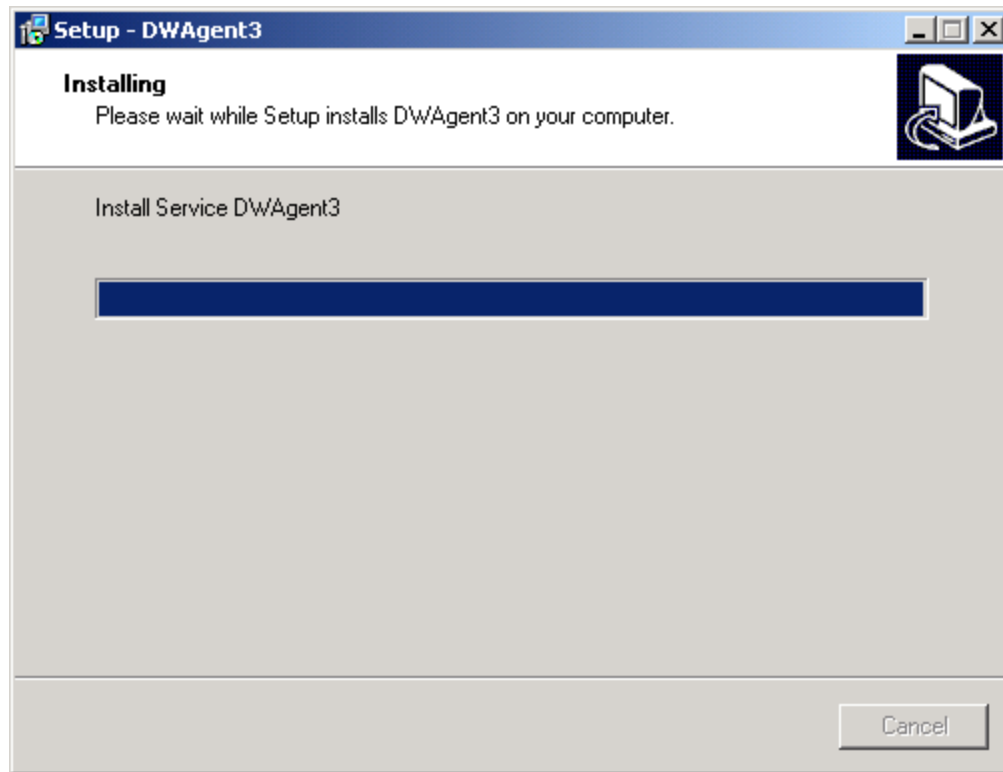 Setup - DWAgent3
Installing
Please wait while Setup installs DWAgent3 on your computer.
Install Service DWAgent3
Cancel